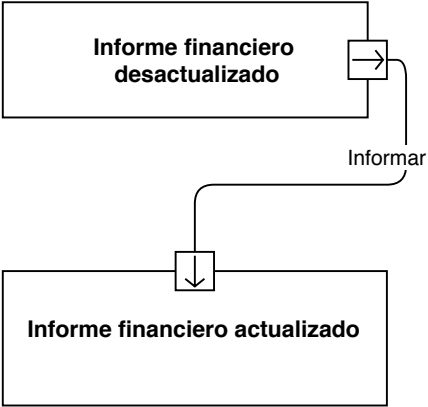 Informe financiero
desactualizado
Informar
Informe financiero actualizado